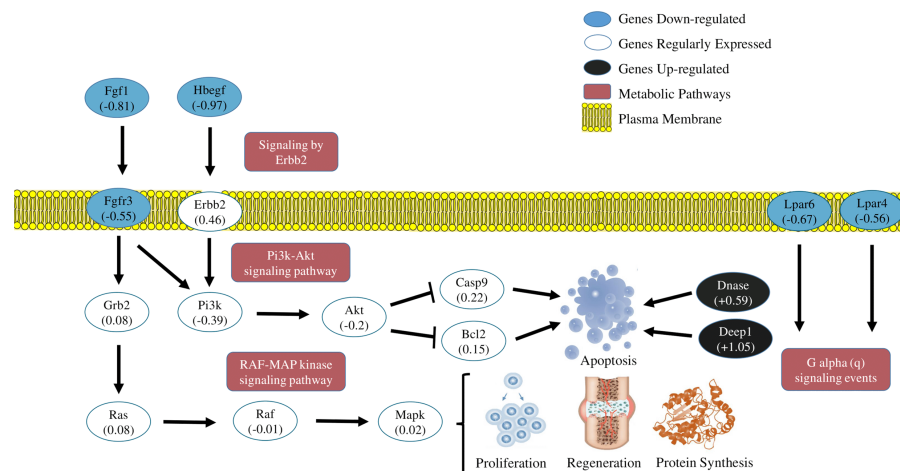 Genes Down-regulated
Genes Regularly Expressed
Genes Up-regulated
Metabolic Pathways
Plasma Membrane
Fgf1
(-0.81)
Hbegf
(-0.97)
Signaling by
Erbb2
Fgfr3
(-0.55)
Erbb2
(0.46)
Lpar6
(-0.67)
Lpar4
(-0.56)
Pi3k-Akt
signaling pathway
Grb2
(0.08)
Pi3k
(-0.39)
Akt
(-0.2)
Casp9
(0.22)
Bcl2
(0.15)
Apoptosis
Dnase
(+0.59)
Deep1
(+1.05)
G alpha (q)
signaling events
RAF-MAP kinase
signaling pathway
Ras
(0.08)
Raf
(-0.01)
Mapk
(0.02)
Proliferation
Regeneration
Protein Synthesis